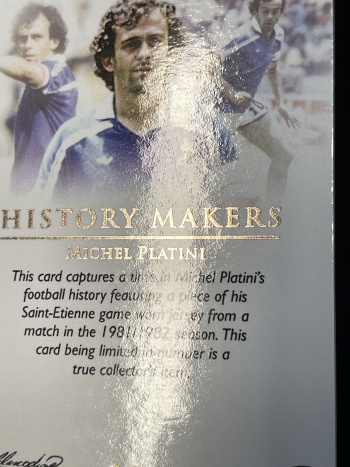 HISTORY MAKERS
MICHEL PLATINI
This card captures a time in Michel Platini's
football history featuring a piece of his
Saint-Etienne game worn jersey from a
match in the 1981/1982 season. This
card being limited in number is a
true collector's item.